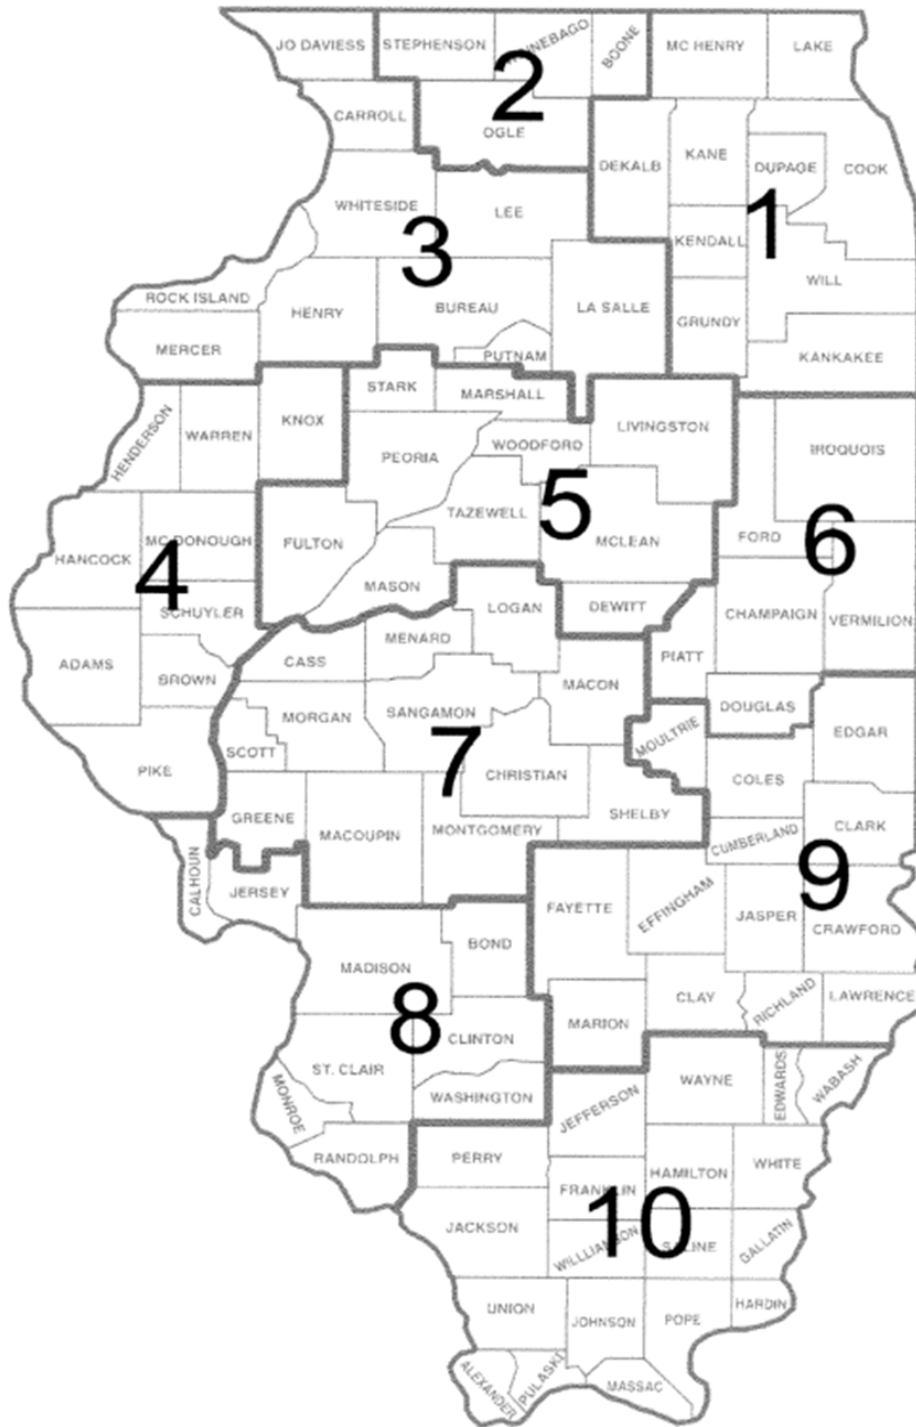 JO DAVIESS
STEPHENSON
WINNEBAGO
BOONE
MC HENRY
LAKE
2
CARROLL
OGLE
DEKALB
KANE
DUPAGE
COOK
WHITESIDE
LEE
1
3
KENDALL
WILL
ROCK ISLAND
HENRY
BUREAU
LA SALLE
GRUNDY
MERCER
PUTNAM
KANKAKEE
STARK
MARSHALL
HENDERSON
WARREN
KNOX
LIVINGSTON
PEORIA
WOODFORD
IROQUOIS
5
TAZEWELL
MCLEAN
FORD
6
HANCOCK
MC DONOUGH
FULTON
4
MASON
SCHUYLER
LOGAN
DEWITT
CHAMPAIGN
VERMILION
MENARD
ADAMS
BROWN
CASS
MACON
PIATT
SANGAMON
MORGAN
DOUGLAS
MOULTRIE
EDGAR
SCOTT
7
PIKE
CHRISTIAN
COLES
GREENE
MACOUPIN
MONTGOMERY
SHELBY
CUMBERLAND
CLARK
9
CALHOUN
JERSEY
FAYETTE
EFFINGHAM
JASPER
CRAWFORD
BOND
MADISON
CLAY
RICHLAND
LAWRENCE
8
MARION
CLINTON
ST. CLAIR
WAYNE
EDWARDS
WABASH
MONROE
WASHINGTON
JEFFERSON
RANDOLPH
PERRY
HAMILTON
WHITE
FRANKLIN
10
JACKSON
WILLLIAMSON
SALINE
GALLATIN
UNION
JOHNSON
POPE
HARDIN
ALEXANDER
PULASKI
MASSAC